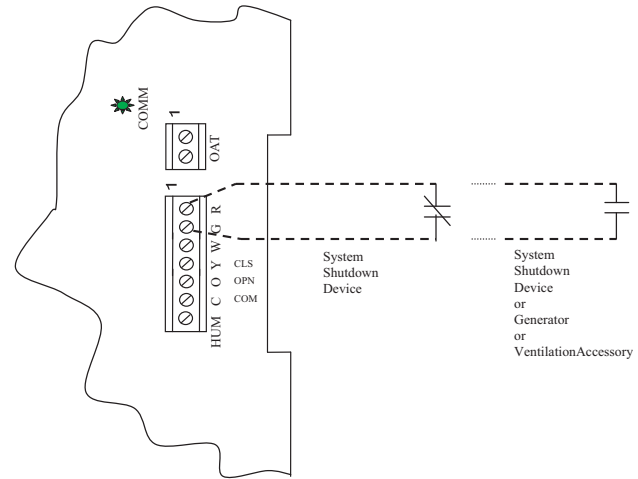 COMM
1
OAT
1
HUM C O Y W G R
CLS
OPN
COM
System
Shutdown
Device
System
Shutdown
Device
or
Generator
or
VentilationAccessory